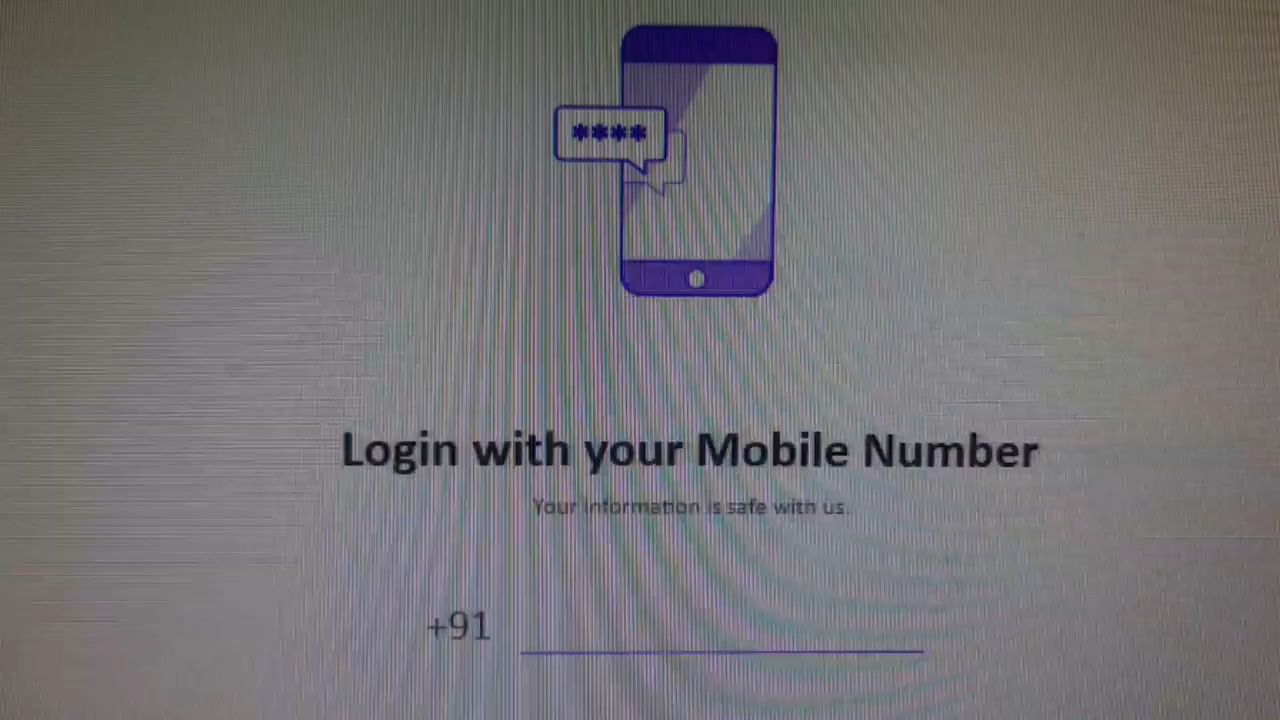 ****
Login with your Mobile Number
Your information is safe with us.
+91